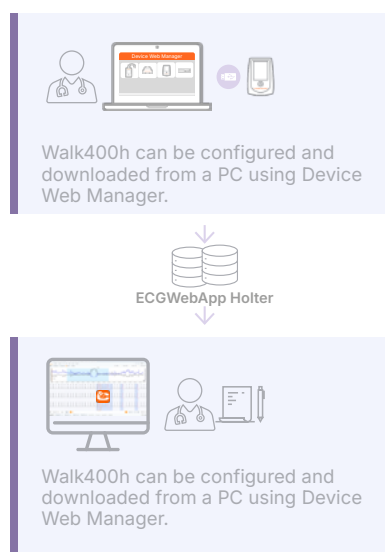 Device Web Manager
Walk400h can be configured and
downloaded from a PC using Device
Web Manager.
ECGWebApp Holter
Walk400h can be configured and
downloaded from a PC using Device
Web Manager.